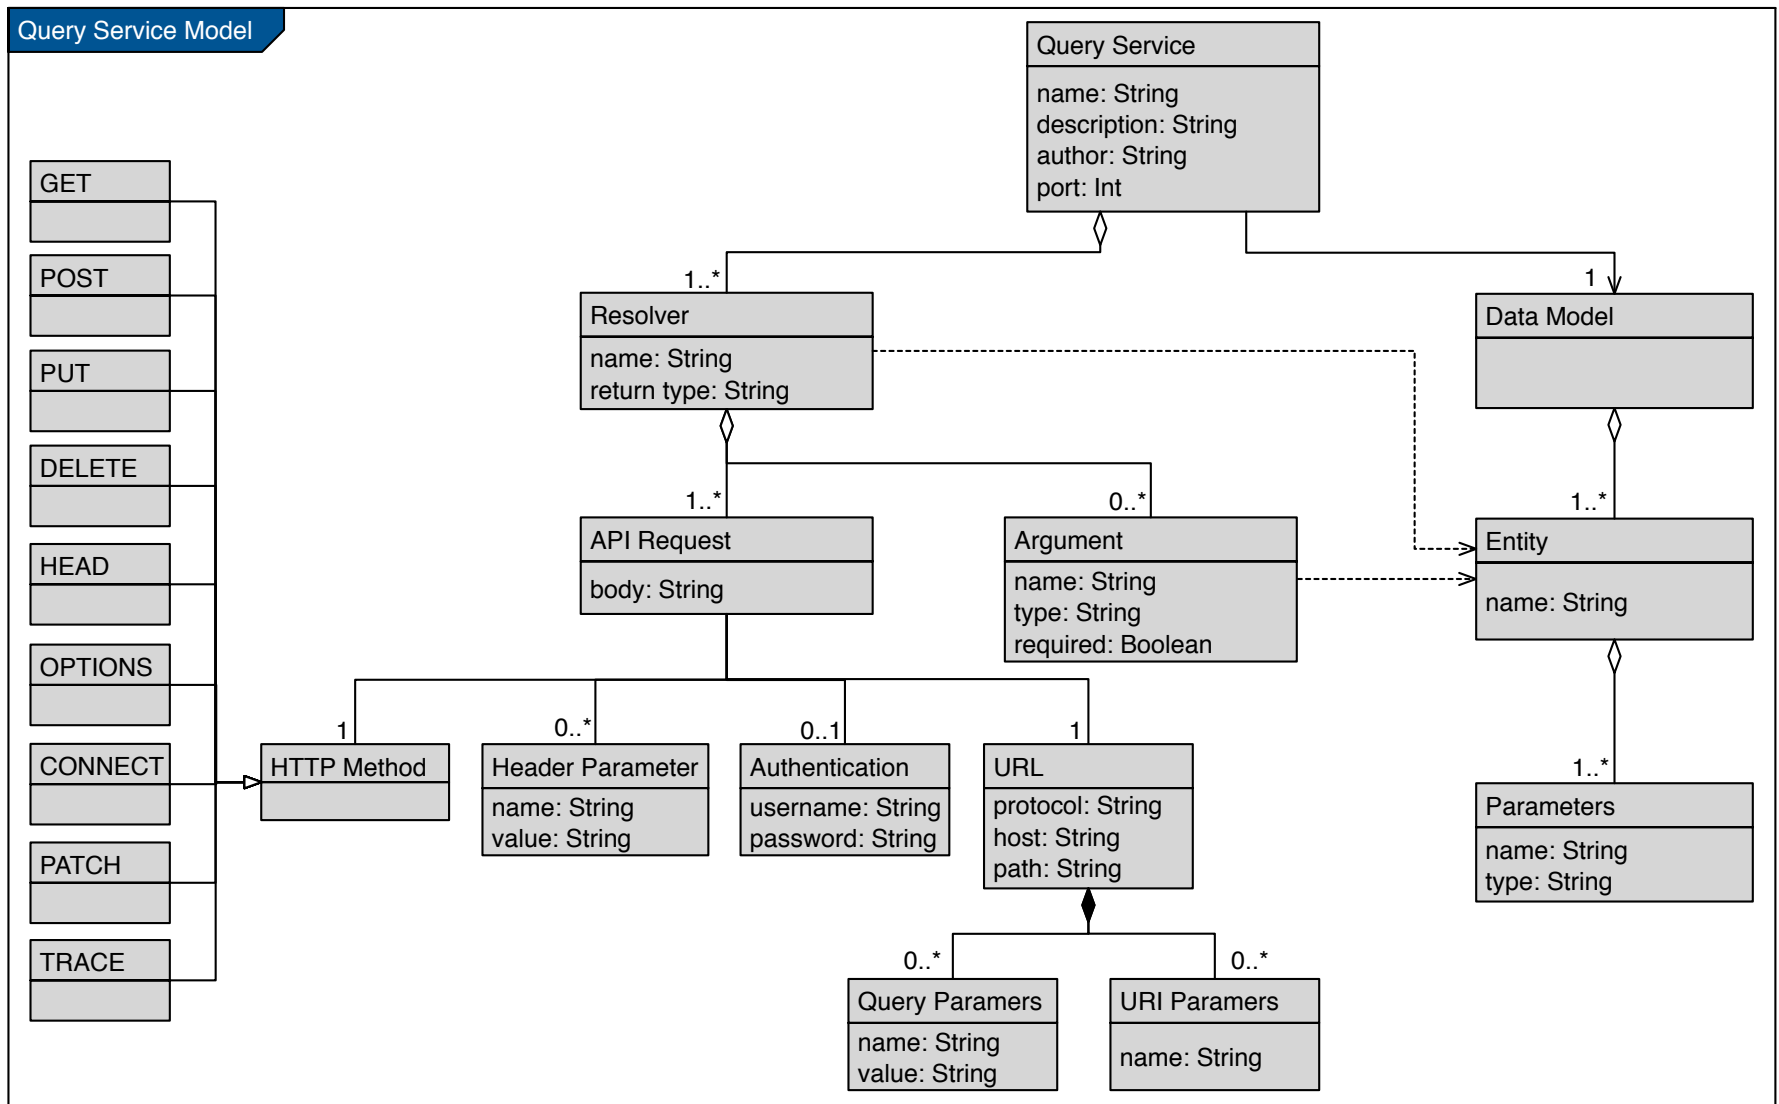 Query Service Model
Query Service
name: String
description: String
author: String
port: Int
GET
POST
PUT
DELETE
HEAD
OPTIONS
CONNECT
PATCH
TRACE
1..*
Resolver
name: String
return type: String
1
Data Model
1..*
API Request
body: String
0..*
Argument
name: String
type: String
required: Boolean
1..*
Entity
name: String
1
HTTP Method
0..*
Header Parameter
name: String
value: String
0..1
Authentication
username: String
password: String
1
URL
protocol: String
host: String
path: String
1..*
Parameters
name: String
type: String
0..*
Query Paramers
name: String
value: String
0..*
URI Paramers
name: String